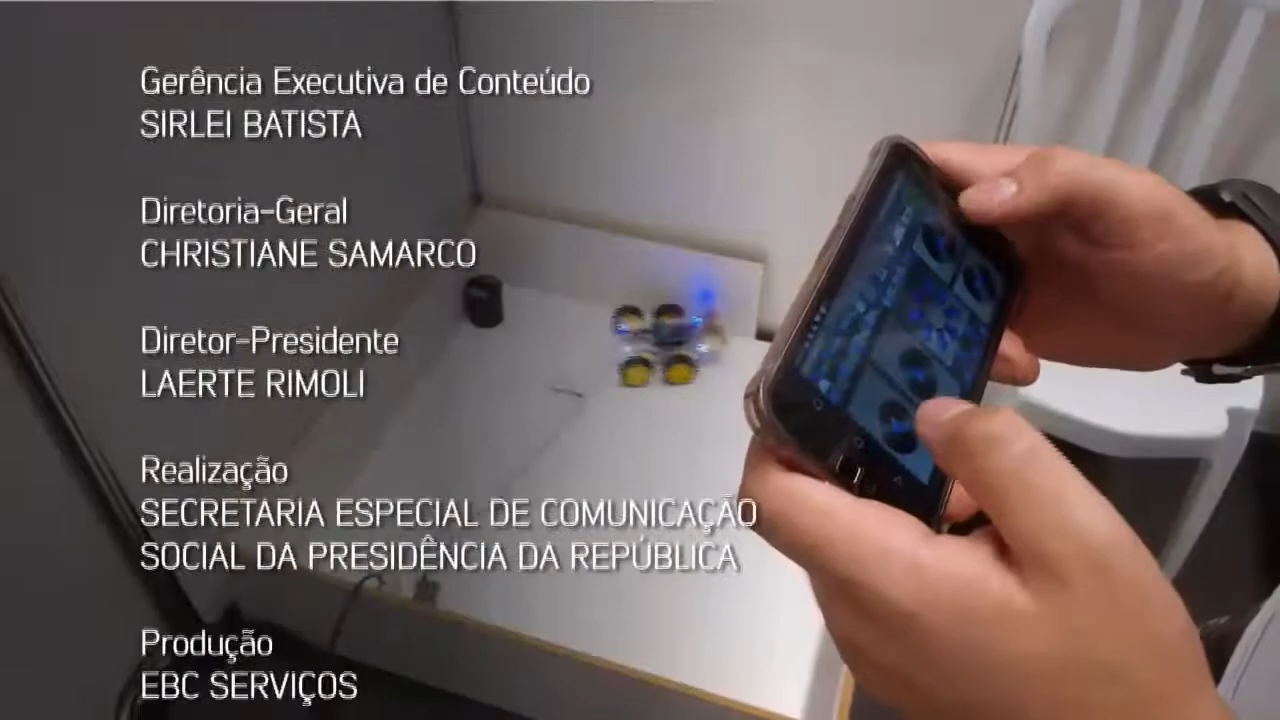 Gerência Executiva de Conteúdo
SIRLEI BATISTA
Diretoria-Geral
CHRISTIANE SAMARCO
Diretor-Presidente
LAERTE RIMOLI
Realização
SECRETARIA ESPECIAL DE COMUNICAÇÃO
SOCIAL DA PRESIDÊNCIA DA REPÚBLICA
Produção
EBC SERVIÇOS